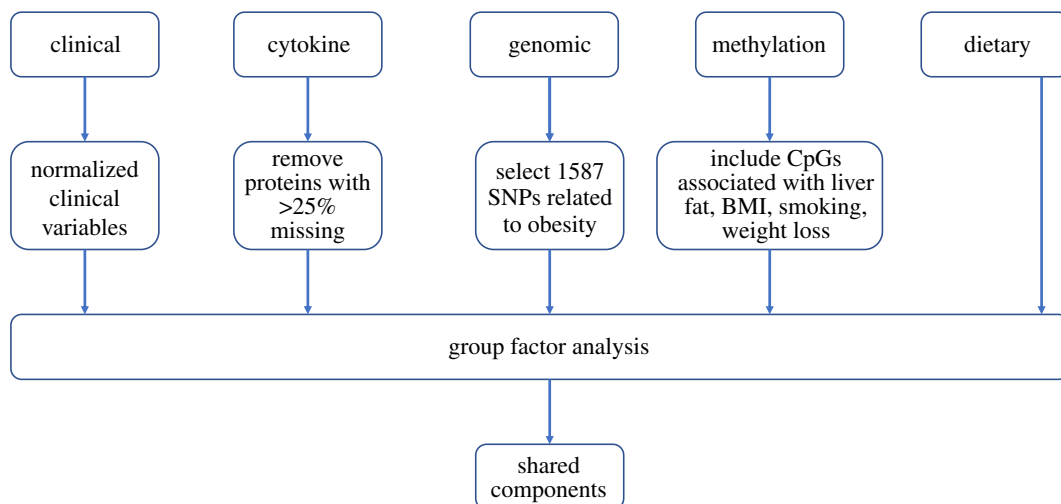 clinical
cytokine
genomic
methylation
dietary
normalized
clinical
variables
remove
proteins with
>25%
missing
select 1587
SNPs related
to obesity
include CpGs
associated with liver
fat, BMI, smoking,
weight loss
group factor analysis
shared
components